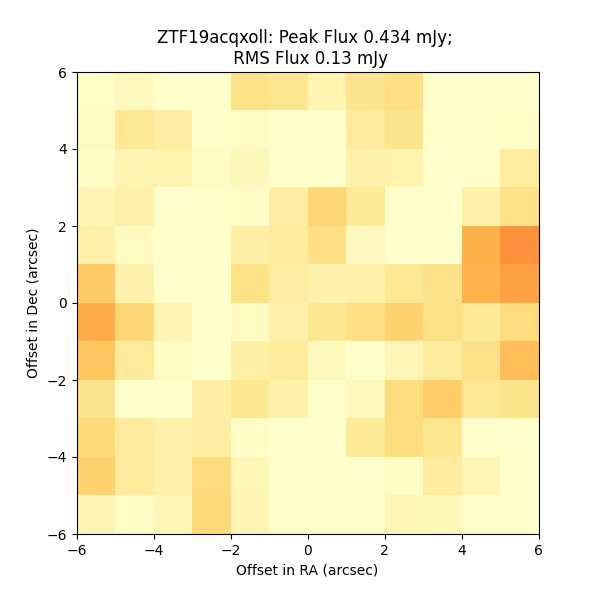 ZTF19acqxoll: Peak Flux 0.434 mJy;
RMS Flux 0.13 mJy
6
4
2
0
−2
−4
−6
Offset in Dec (arcsec)
−6 −4 −2 0 2 4 6
Offset in RA (arcsec)